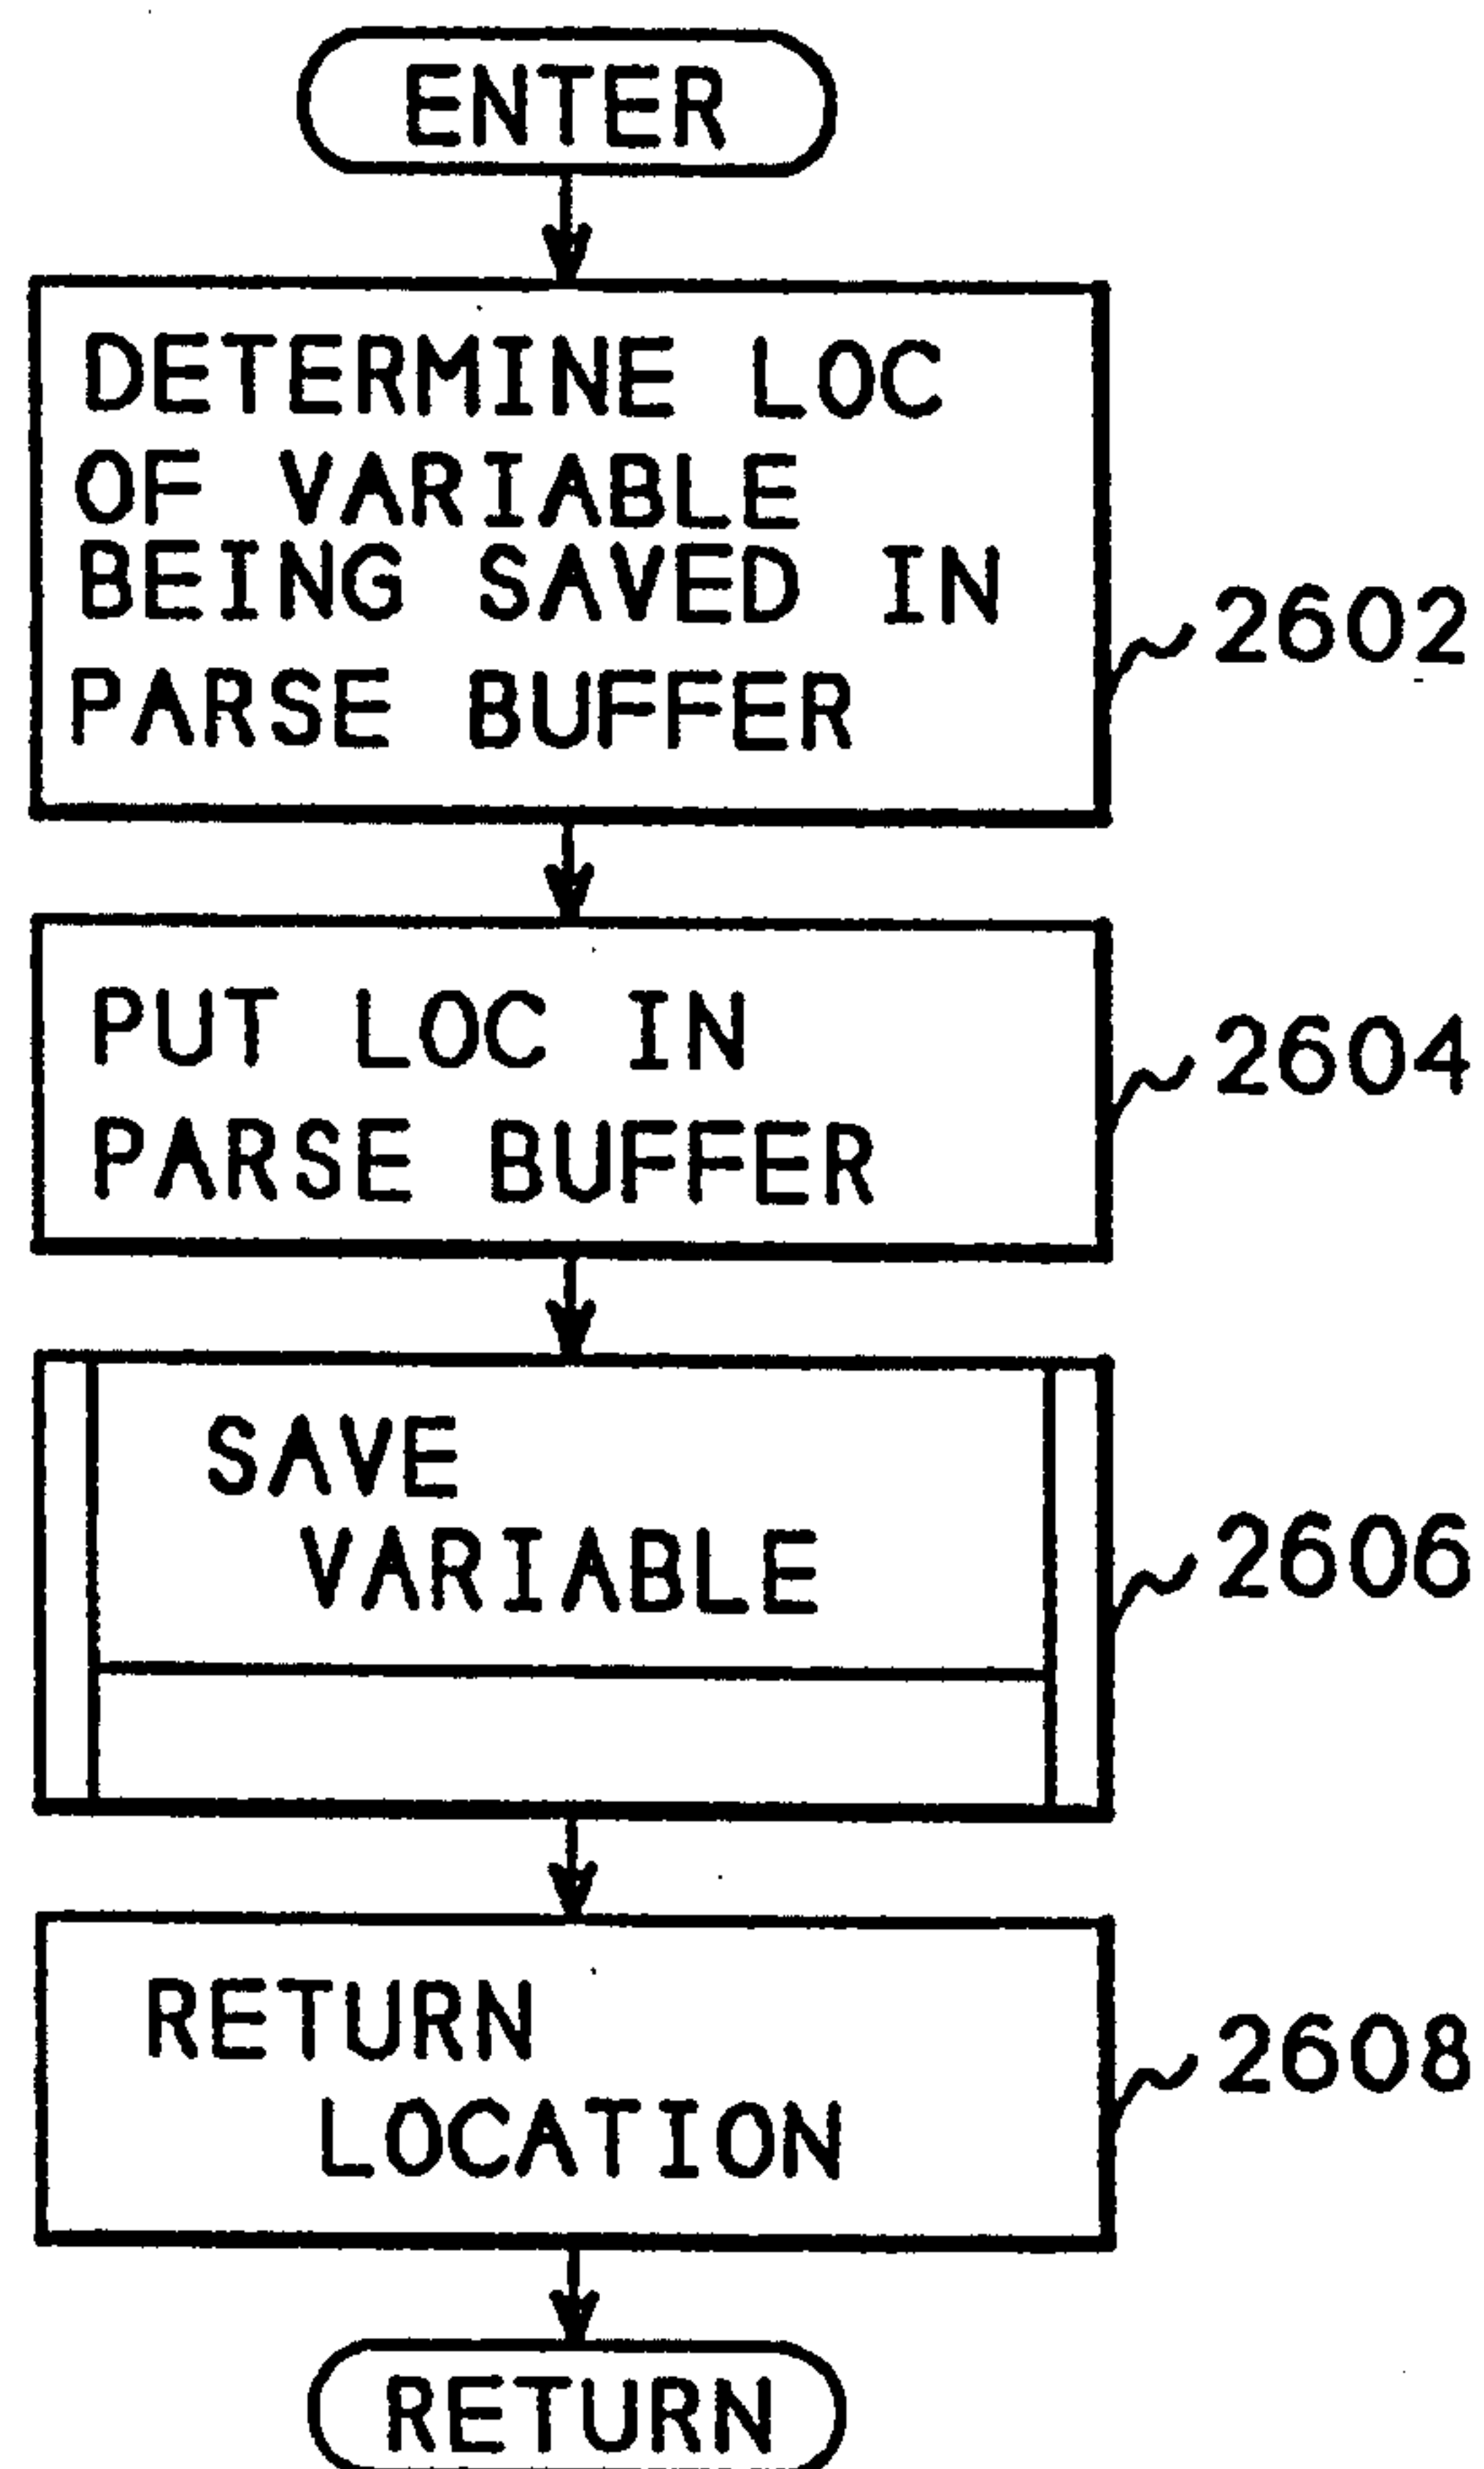 ENTER
DETERMINE LOC
OF VARIABLE
BEING SAVED IN
PARSE BUFFER
2602
PUT LOC IN
PARSE BUFFER
2604
SAVE
VARIABLE
2606
RETURN
LOCATION
2608
RETURN